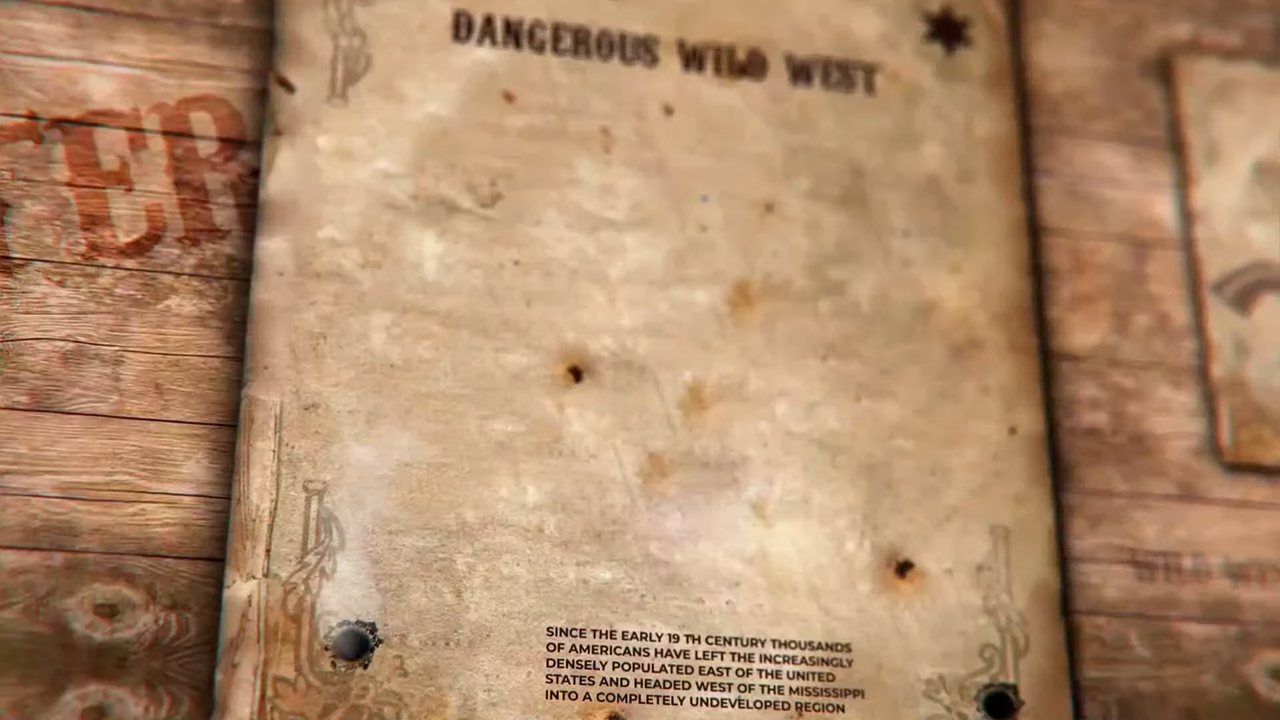 DANGEROUS WILD WEST
TER
SINCE THE EARLY 19 TH CENTURY THOUSANDS
OF AMERICANS HAVE LEFT THE INCREASINGLY
DENSELY POPULATED EAST OF THE UNITED
STATES AND HEADED WEST OF THE MISSISSIPPI
INTO A COMPLETELY UNDEVELOPED REGION